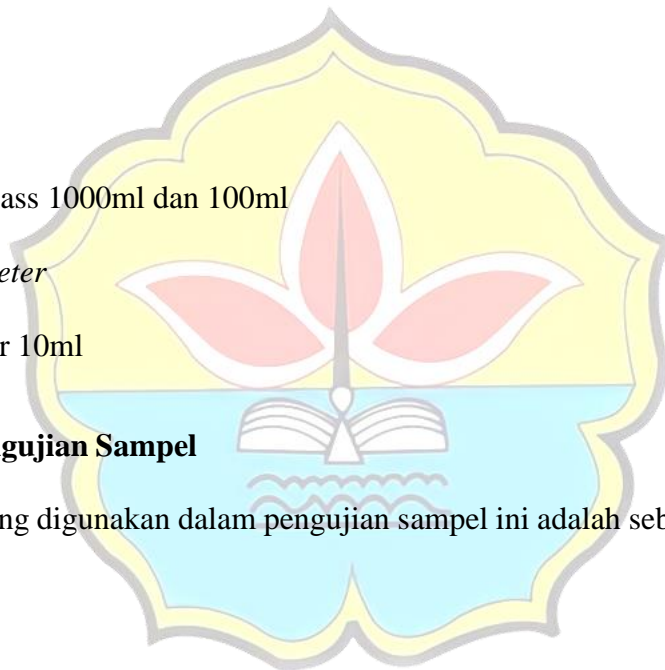 ass 1000ml dan 100ml
eter
r 10ml
gujian Sampel
ng digunakan dalam pengujian sampel ini adalah seb